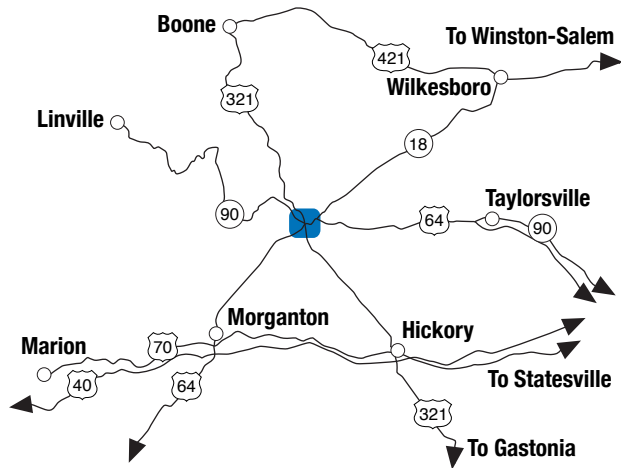 Boone
To Winston-Salem
421
Wilkesboro
321
Linville
18
90
64
Taylorsville
90
Morganton
Hickory
70
Marion
40
64
To Statesville
321
To Gastonia